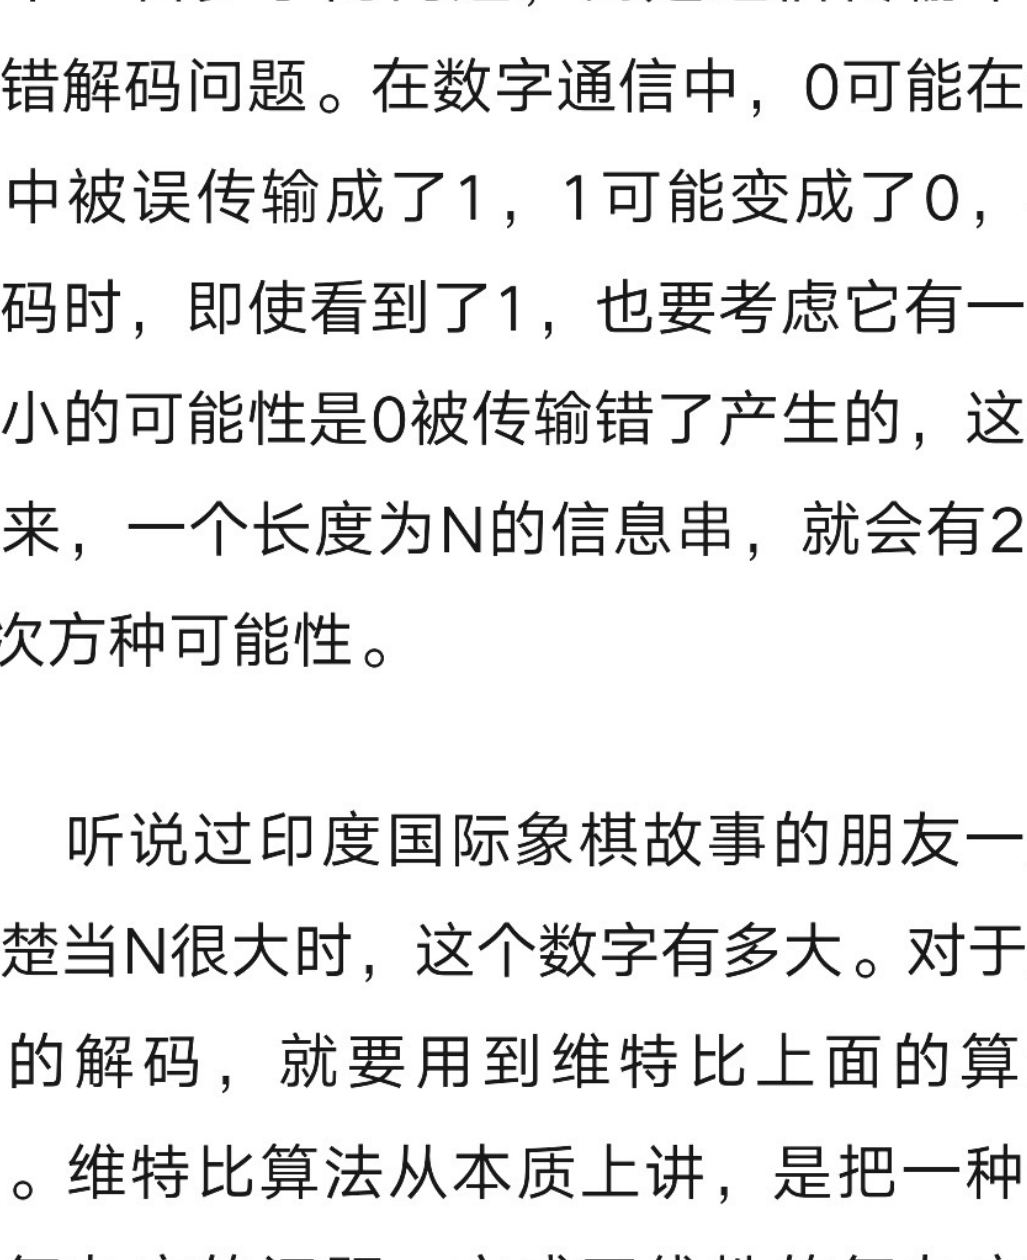 错解码问题。在数字通信中，0可能在
中被误传输成了1，1可能变成了0，
码时，即使看到了1，也要考虑它有一
小的可能性是0被传输错了产生的，这
来，一个长度为N的信息串，就会有2
次方种可能性。
听说过印度国际象棋故事的朋友一
楚当N很大时，这个数字有多大。对于
的解码，就要用到维特比上面的算
。维特比算法从本质上讲，是把一种